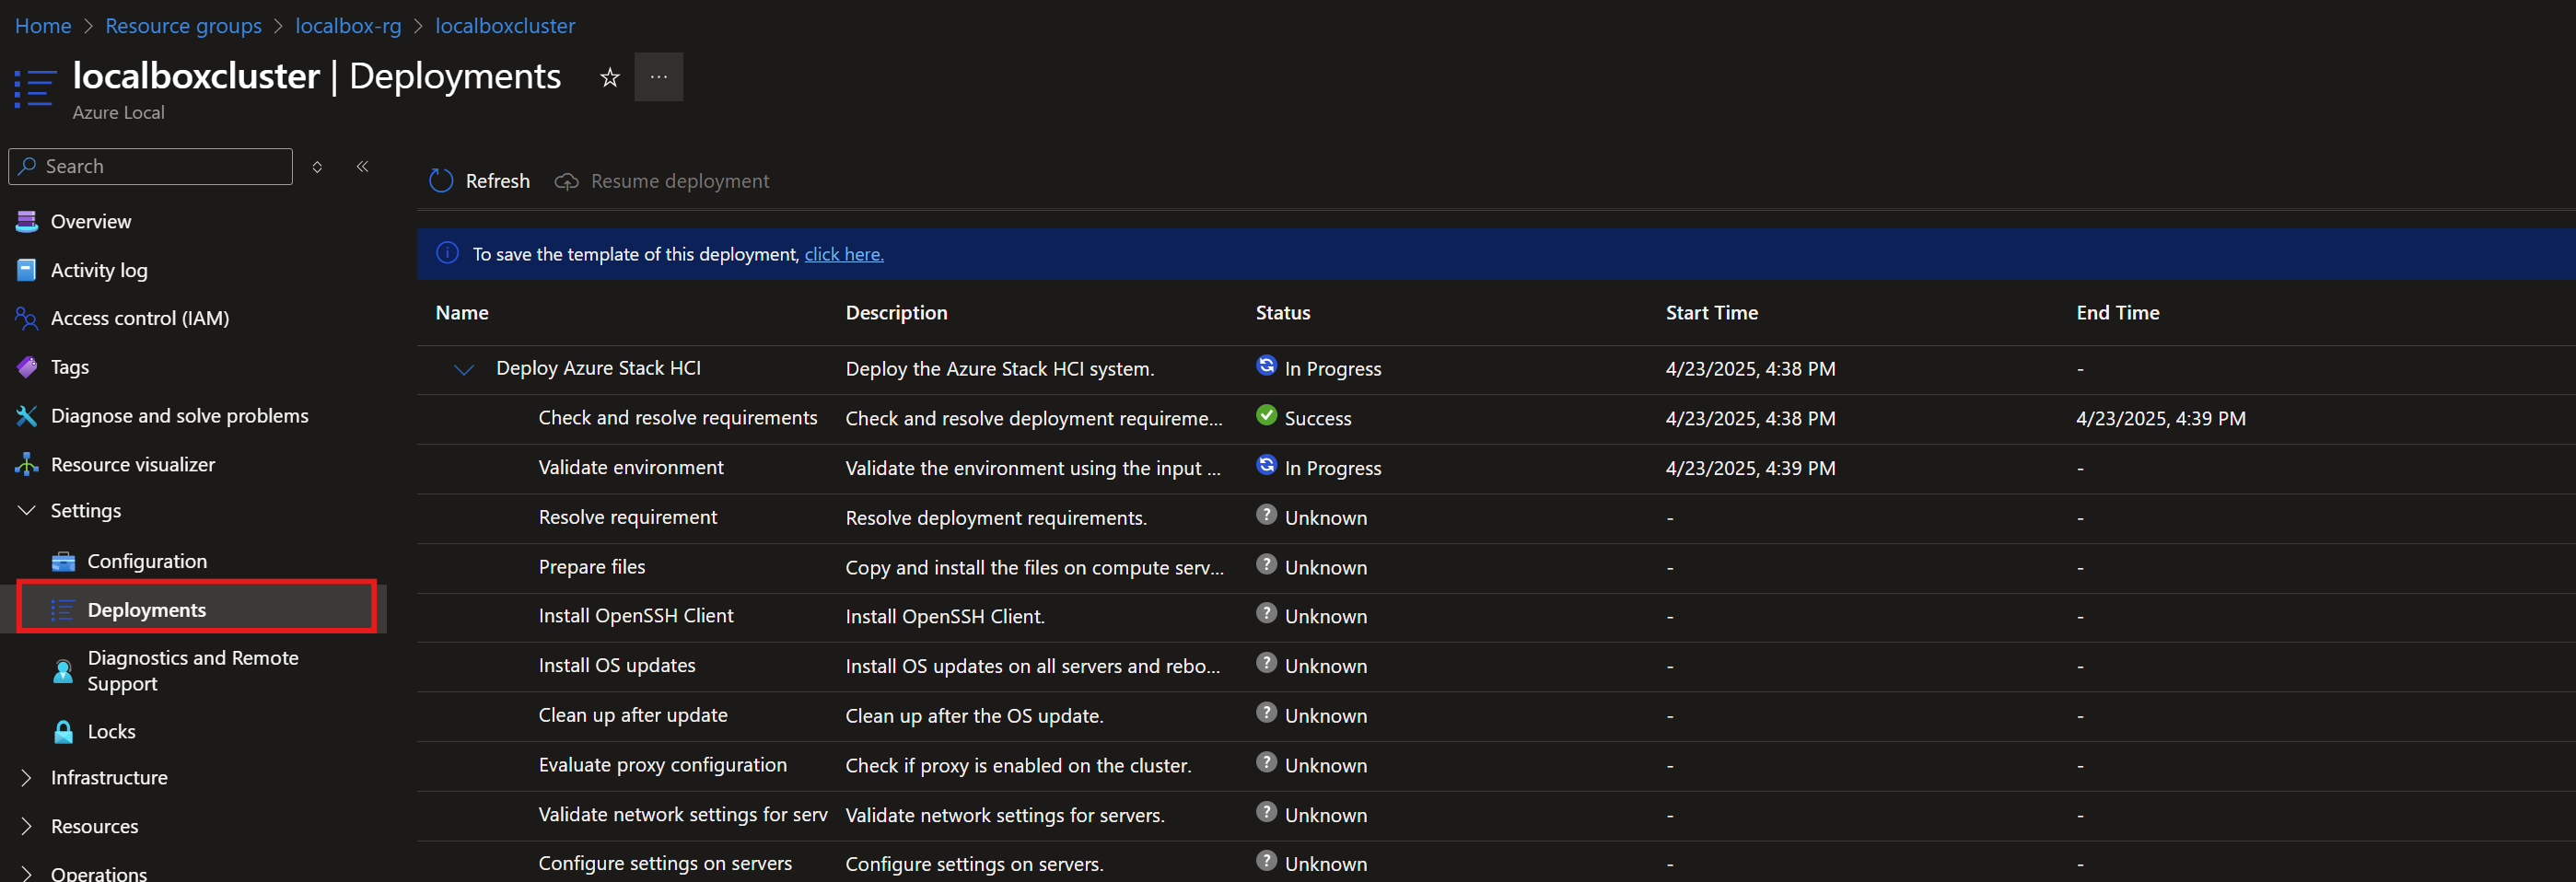 Home > Resource groups > localbox-rg > localboxcluster
localboxcluster | Deployments ☆ ...
Azure Local
Search
Overview
Activity log
Access control (IAM)
Tags
Diagnose and solve problems
Resource visualizer
Settings
Configuration
Deployments
Diagnostics and Remote
Support
Locks
Infrastructure
Resources
Operations
Refresh Resume deployment
To save the template of this deployment, click here.
Name Description Status Start Time End Time
Deploy Azure Stack HCI Deploy the Azure Stack HCI system. In Progress 4/23/2025, 4:38 PM -
Check and resolve requirements Check and resolve deployment requireme... Success 4/23/2025, 4:38 PM 4/23/2025, 4:39 PM
Validate environment Validate the environment using the input ... In Progress 4/23/2025, 4:39 PM -
Resolve requirement Resolve deployment requirements. Unknown - -
Prepare files Copy and install the files on compute serv... Unknown - -
Install OpenSSH Client Install OpenSSH Client. Unknown - -
Install OS updates Install OS updates on all servers and rebo... Unknown - -
Clean up after update Clean up after the OS update. Unknown - -
Evaluate proxy configuration Check if proxy is enabled on the cluster. Unknown - -
Validate network settings for serv Validate network settings for servers. Unknown - -
Configure settings on servers Configure settings on servers. Unknown - -